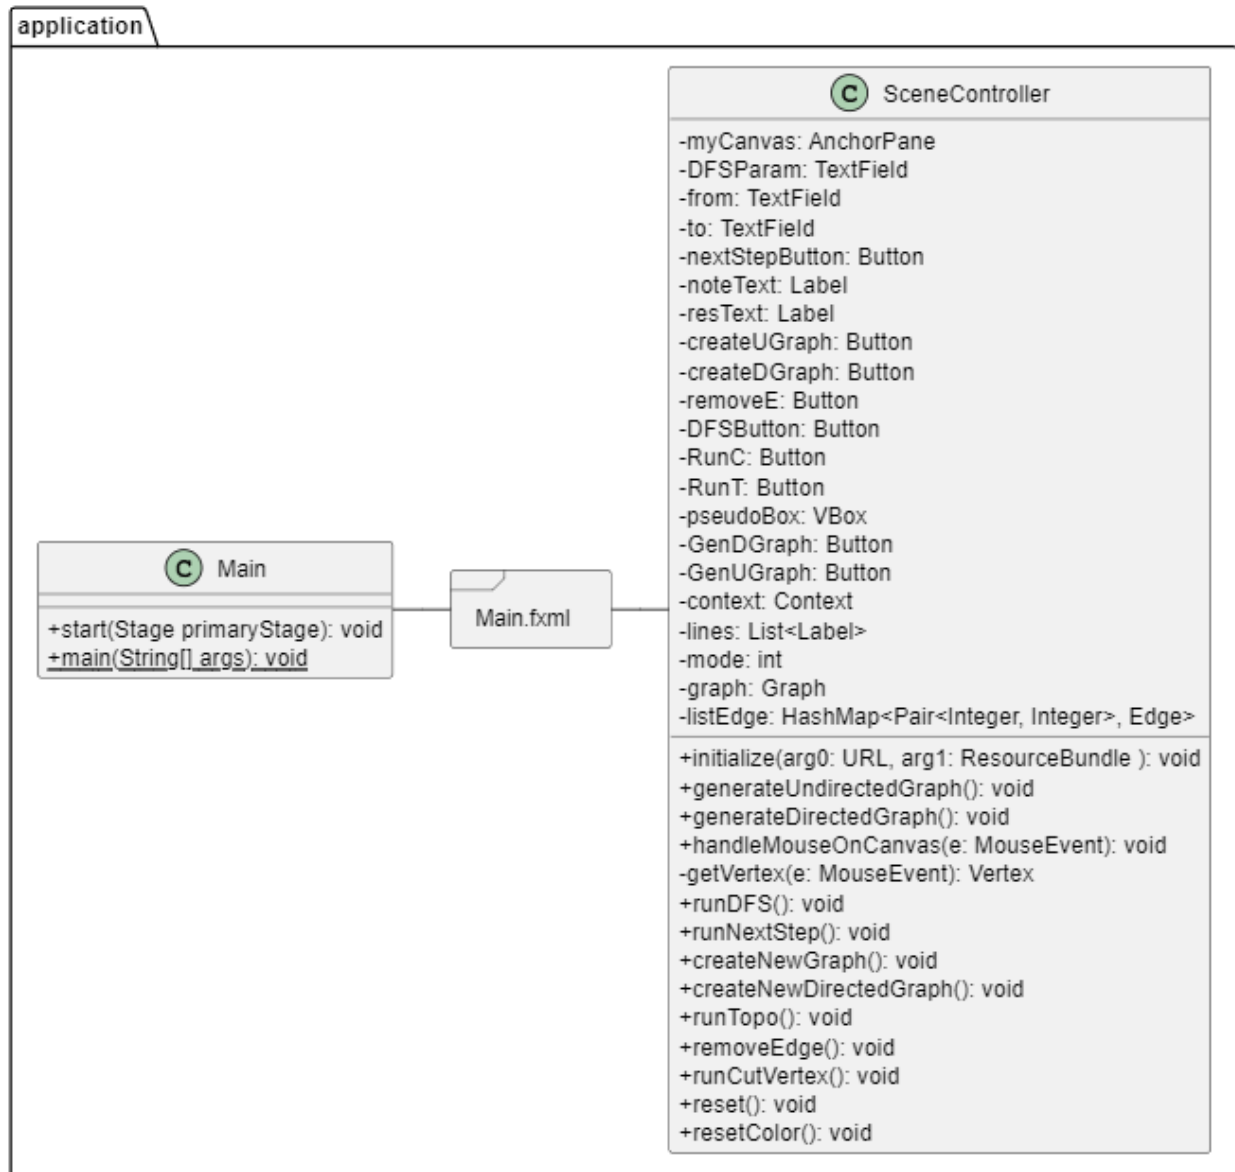 application
C SceneController
-myCanvas: AnchorPane
-DFSParam: TextField
-from: TextField
-to: TextField
-nextStepButton: Button
-noteText: Label
-resText: Label
-createUGraph: Button
-createDGraph: Button
-removeE: Button
-DFSButton: Button
-RunC: Button
-RunT: Button
-pseudoBox: VBox
-GenDGraph: Button
-GenUGraph: Button
-context: Context
-lines: List<Label>
-mode: int
-graph: Graph
-listEdge: HashMap<Pair<Integer, Integer>, Edge>
+initialize(arg0: URL, arg1: ResourceBundle ): void
+generateUndirectedGraph(): void
+generateDirectedGraph(): void
+handleMouseOnCanvas(e: MouseEvent): void
-getVertex(e: MouseEvent): Vertex
+runDFS(): void
+runNextStep(): void
+createNewGraph(): void
+createNewDirectedGraph(): void
+runTopo(): void
+removeEdge(): void
+runCutVertex(): void
+reset(): void
+resetColor(): void
C Main
+start(Stage primaryStage): void
+main(String[] args): void
Main.fxml